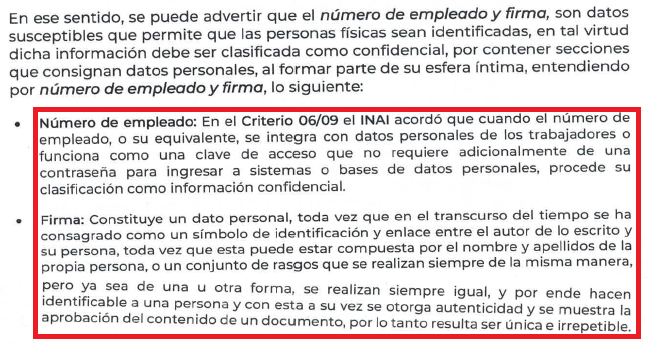 En ese sentido, se puede advertir que el número de empleado y firma, son datos
susceptibles que permite que las personas físicas sean identificadas, en tal virtud
dicha información debe ser clasificada como confidencial, por contener secciones
que consignan datos personales, al formar parte de su esfera íntima, entendiendo
por número de empleado y firma, lo siguiente:
• Número de empleado: En el Criterio 06/09 el INAI acordó que cuando el número de
empleado, o su equivalente, se integra con datos personales de los trabajadores o
funciona como una clave de acceso que no requiere adicionalmente de una
contraseña para ingresar a sistemas o bases de datos personales, procede su
clasificación como información confidencial.
• Firma: Constituye un dato personal, toda vez que en el transcurso del tiempo se ha
consagrado como un símbolo de identificación y enlace entre el autor de lo escrito y
su persona, toda vez que esta puede estar compuesta por el nombre y apellidos de la
propia persona, o un conjunto de rasgos que se realizan siempre de la misma manera,
pero ya sea de una u otra forma, se realizan siempre igual, y por ende hacen
identificable a una persona y con esta a su vez se otorga autenticidad y se muestra la
aprobación del contenido de un documento, por lo tanto resulta ser única e irrepetible.